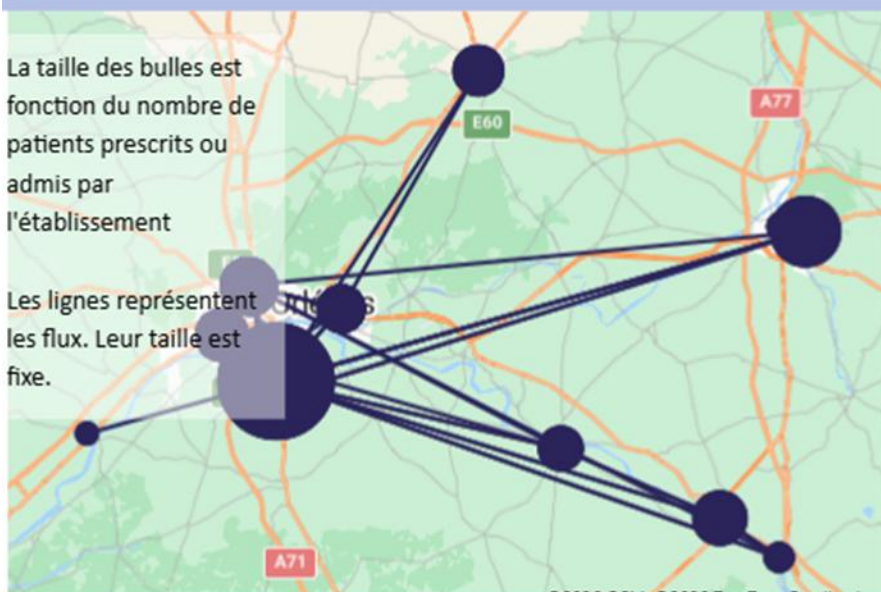 La taille des bulles est
fonction du nombre de
patients prescrits ou
admis par
l'établissement
Les lignes représentent
les flux. Leur taille est
fixe.
E60
A77
A71